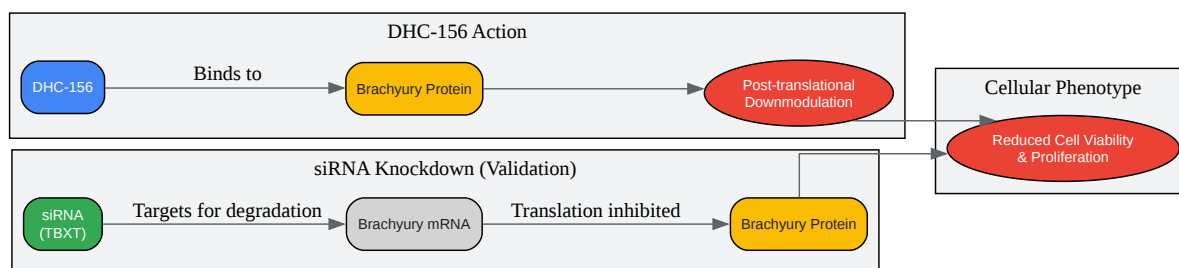 DHC-156 Action
DHC-156
Binds to
Brachyury Protein
Post-translational
Downmodulation
Cellular Phenotype
Reduced Cell Viability
& Proliferation
siRNA Knockdown (Validation)
siRNA
(TBXT)
Targets for degradation
Brachyury mRNA
Translation inhibited
Brachyury Protein